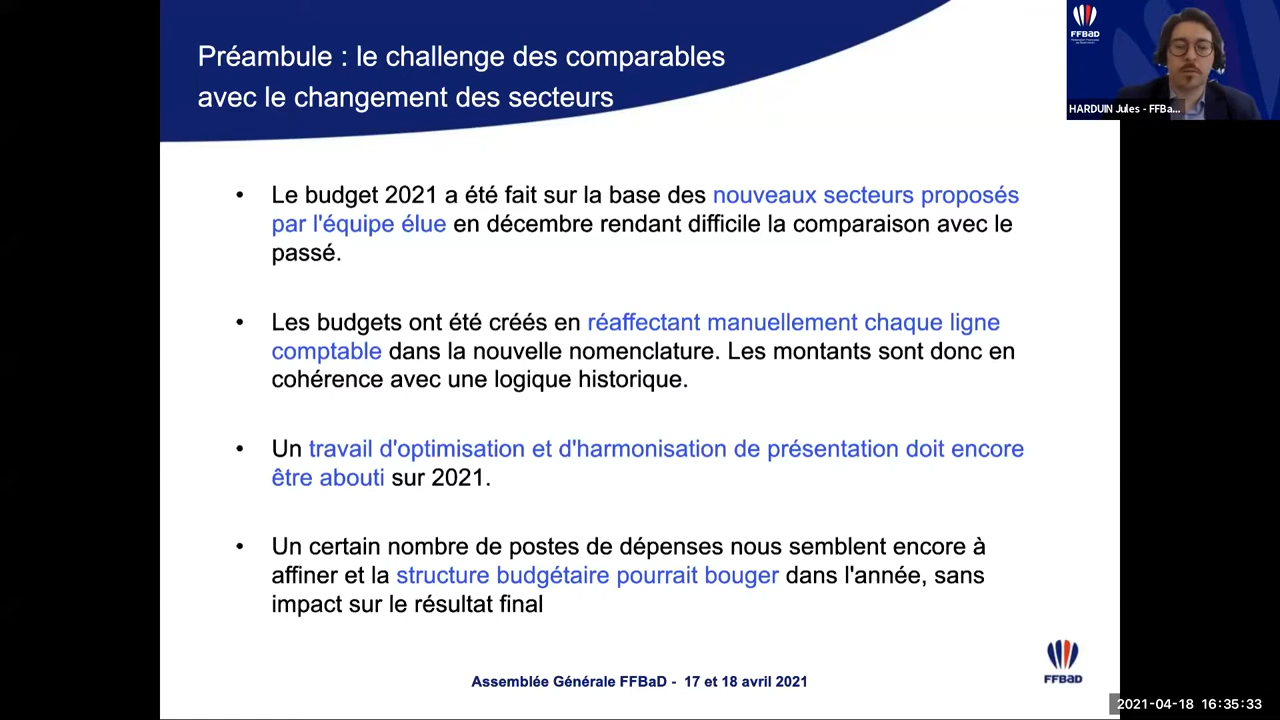 Préambule : le challenge des comparables
avec le changement des secteurs
FFBaD
HARDUIN Jules - FFBa...
• Le budget 2021 a été fait sur la base des nouveaux secteurs proposés
par l'équipe élue en décembre rendant difficile la comparaison avec le
passé.
• Les budgets ont été créés en réaffectant manuellement chaque ligne
comptable dans la nouvelle nomenclature. Les montants sont donc en
cohérence avec une logique historique.
• Un travail d'optimisation et d'harmonisation de présentation doit encore
être abouti sur 2021.
• Un certain nombre de postes de dépenses nous semblent encore à
affiner et la structure budgétaire pourrait bouger dans l'année, sans
impact sur le résultat final
FFBaD
Assemblée Générale FFBaD - 17 et 18 avril 2021
2021-04-18 16:35:33